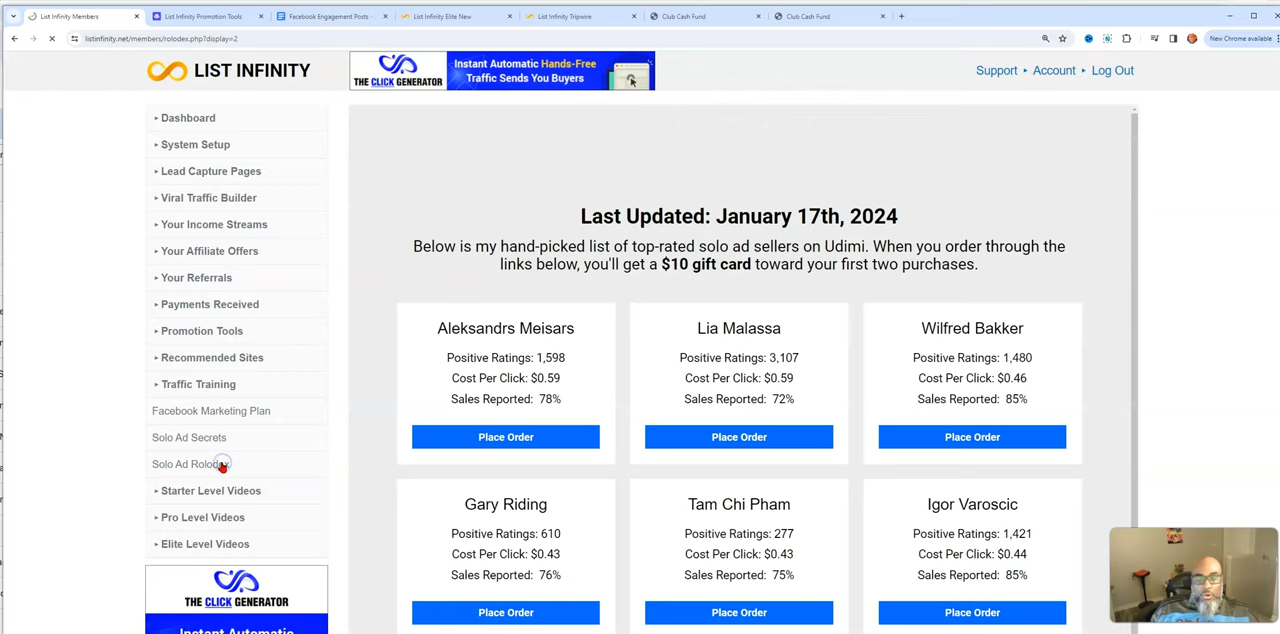 List Infinity Members
List Infinity Promotion Tools
Facebook Engagement Posts -
List Infinity Elite New
List Infinity Tripwire
Club Cash Fund
Club Cash Fund
listinfinity.net/members/rolodex.php?display=2
New Chrome available
LIST INFINITY
THE CLICK GENERATOR
Instant Automatic Hands-Free
Traffic Sends You Buyers
Support ▸ Account ▸ Log Out
▸ Dashboard
▸ System Setup
▸ Lead Capture Pages
▸ Viral Traffic Builder
▸ Your Income Streams
▸ Your Affiliate Offers
▸ Your Referrals
▸ Payments Received
▸ Promotion Tools
▸ Recommended Sites
▸ Traffic Training
Facebook Marketing Plan
Solo Ad Secrets
Solo Ad Rolodex
▸ Starter Level Videos
▸ Pro Level Videos
▸ Elite Level Videos
THE CLICK GENERATOR
Instant Automatic
Last Updated: January 17th, 2024
Below is my hand-picked list of top-rated solo ad sellers on Udimi. When you order through the
links below, you'll get a $10 gift card toward your first two purchases.
Aleksandrs Meisars
Positive Ratings: 1,598
Cost Per Click: $0.59
Sales Reported: 78%
Place Order
Lia Malassa
Positive Ratings: 3,107
Cost Per Click: $0.59
Sales Reported: 72%
Place Order
Wilfred Bakker
Positive Ratings: 1,480
Cost Per Click: $0.46
Sales Reported: 85%
Place Order
Gary Riding
Positive Ratings: 610
Cost Per Click: $0.43
Sales Reported: 76%
Place Order
Tam Chi Pham
Positive Ratings: 277
Cost Per Click: $0.43
Sales Reported: 75%
Place Order
Igor Varoscic
Positive Ratings: 1,421
Cost Per Click: $0.44
Sales Reported: 85%
Place Order